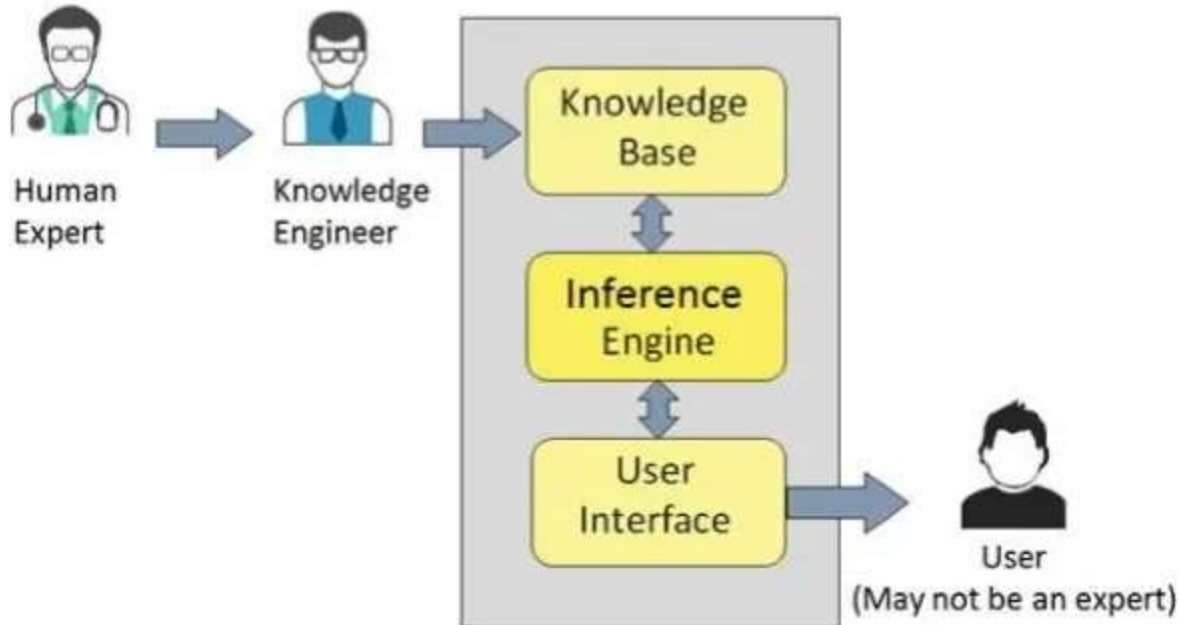 Human
Expert
Knowledge
Engineer
Knowledge
Base
Inference
Engine
User
Interface
User
(May not be an expert)